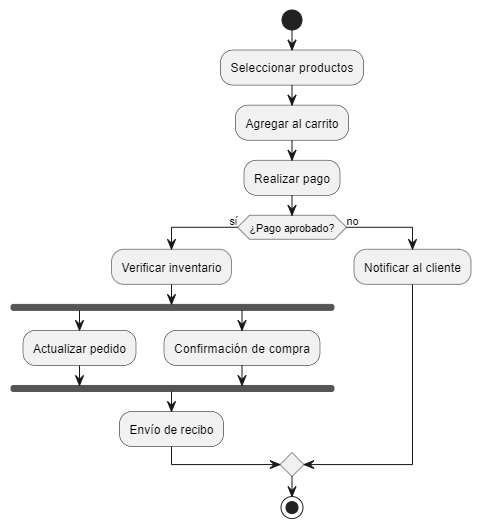 Seleccionar productos
Agregar al carrito
Realizar pago
sí
¿Pago aprobado?
no
Verificar inventario
Notificar al cliente
Actualizar pedido
Confirmación de compra
Envío de recibo